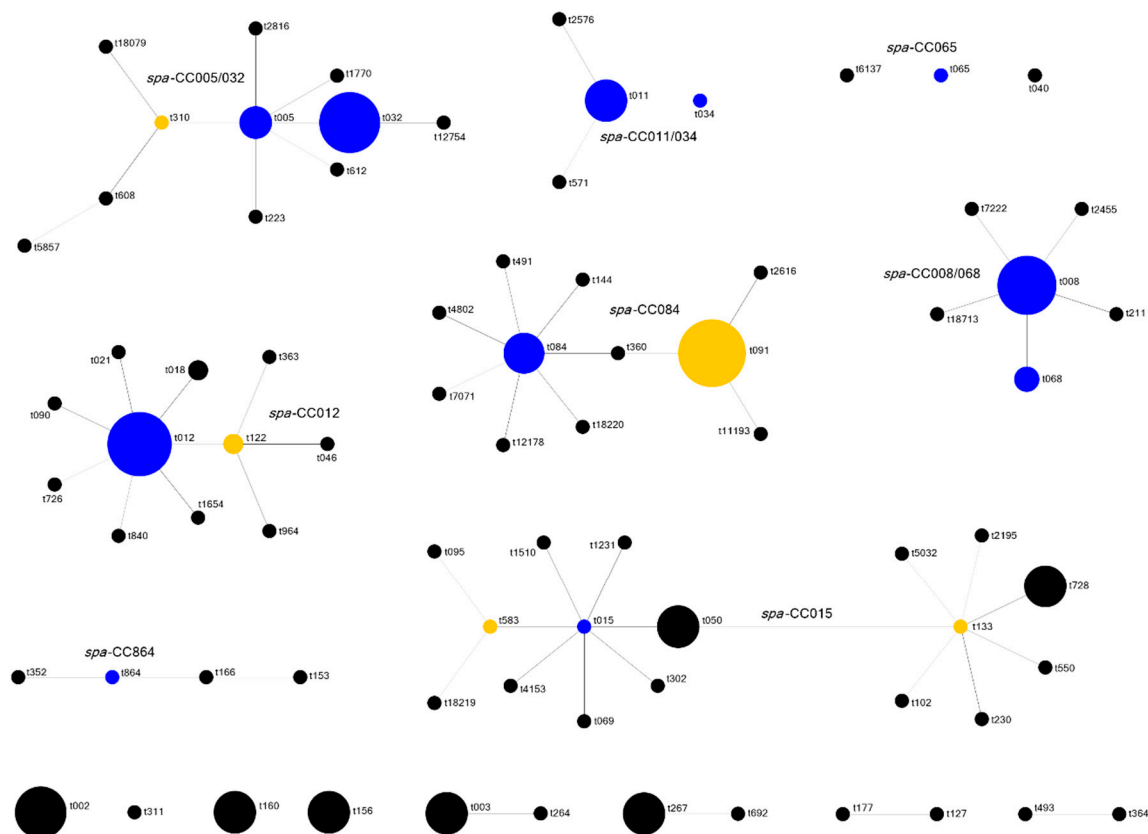 t2816
t18079
spa-CC005/032
t1770
t310
t005
t032
t12754
t612
t608
t223
t5857
t2576
t011
t034
spa-CC011/034
t571
spa-CC065
t6137
t065
t040
t7222
t2455
spa-CC008/068
t008
t18713
t211
t068
t491
t144
t2616
t4802
spa-CC084
t084
t360
t091
t7071
t18220
t12178
t11193
t021
t018
t363
t090
spa-CC012
t012
t122
t046
t726
t1654
t840
t964
t095
t1510
t1231
t583
t015
t050
spa-CC015
t4153
t302
t18219
t069
t5032
t2195
t728
t133
t550
t102
t230
spa-CC864
t352
t864
t166
t153
t002
t311
t160
t156
t003
t264
t267
t692
t177
t127
t493
t364